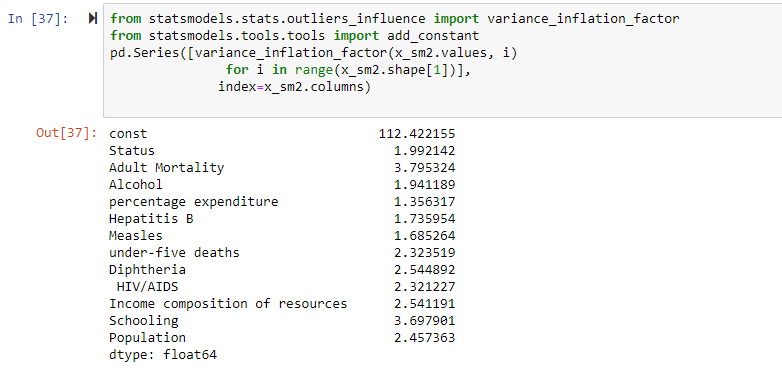 In [37]: from statsmodels.stats.outliers_influence import variance_inflation_factor
from statsmodels.tools.tools import add_constant
pd.Series([variance_inflation_factor(x_sm2.values, i)
for i in range(x_sm2.shape[1])],
index=x_sm2.columns)
Out[37]: const 112.422155
Status 1.992142
Adult Mortality 3.795324
Alcohol 1.941189
percentage expenditure 1.356317
Hepatitis B 1.735954
Measles 1.685264
under-five deaths 2.323519
Diphtheria 2.544892
HIV/AIDS 2.321227
Income composition of resources 2.541191
Schooling 3.697901
Population 2.457363
dtype: float64